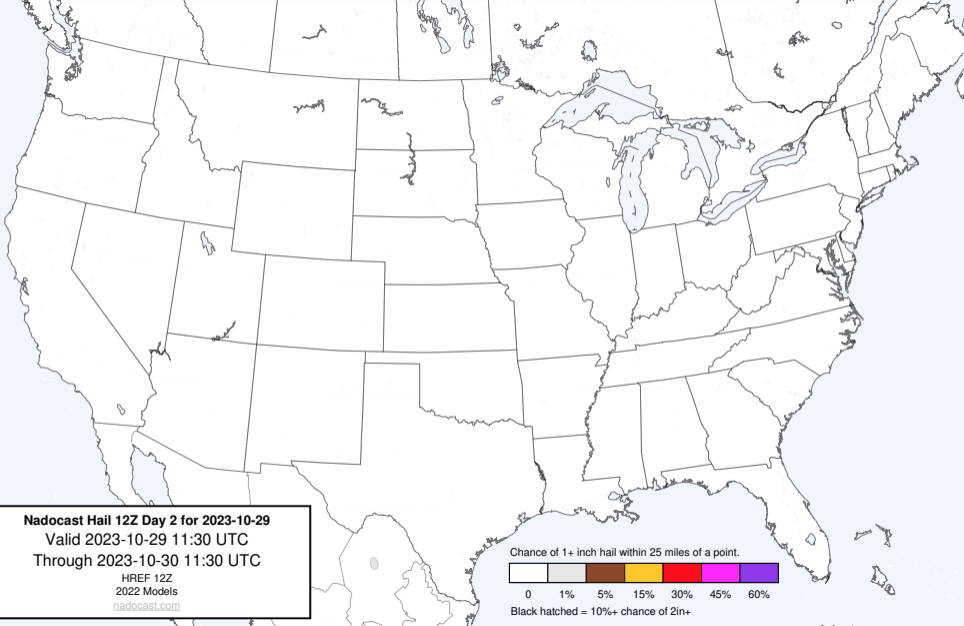 Nadocast Hail 12Z Day 2 for 2023-10-29
Valid 2023-10-29 11:30 UTC
Through 2023-10-30 11:30 UTC
HREF 12Z
2022 Models
nadocast.com
Chance of 1+ inch hail within 25 miles of a point.
0 1% 5% 15% 30% 45% 60%
Black hatched = 10%+ chance of 2in+